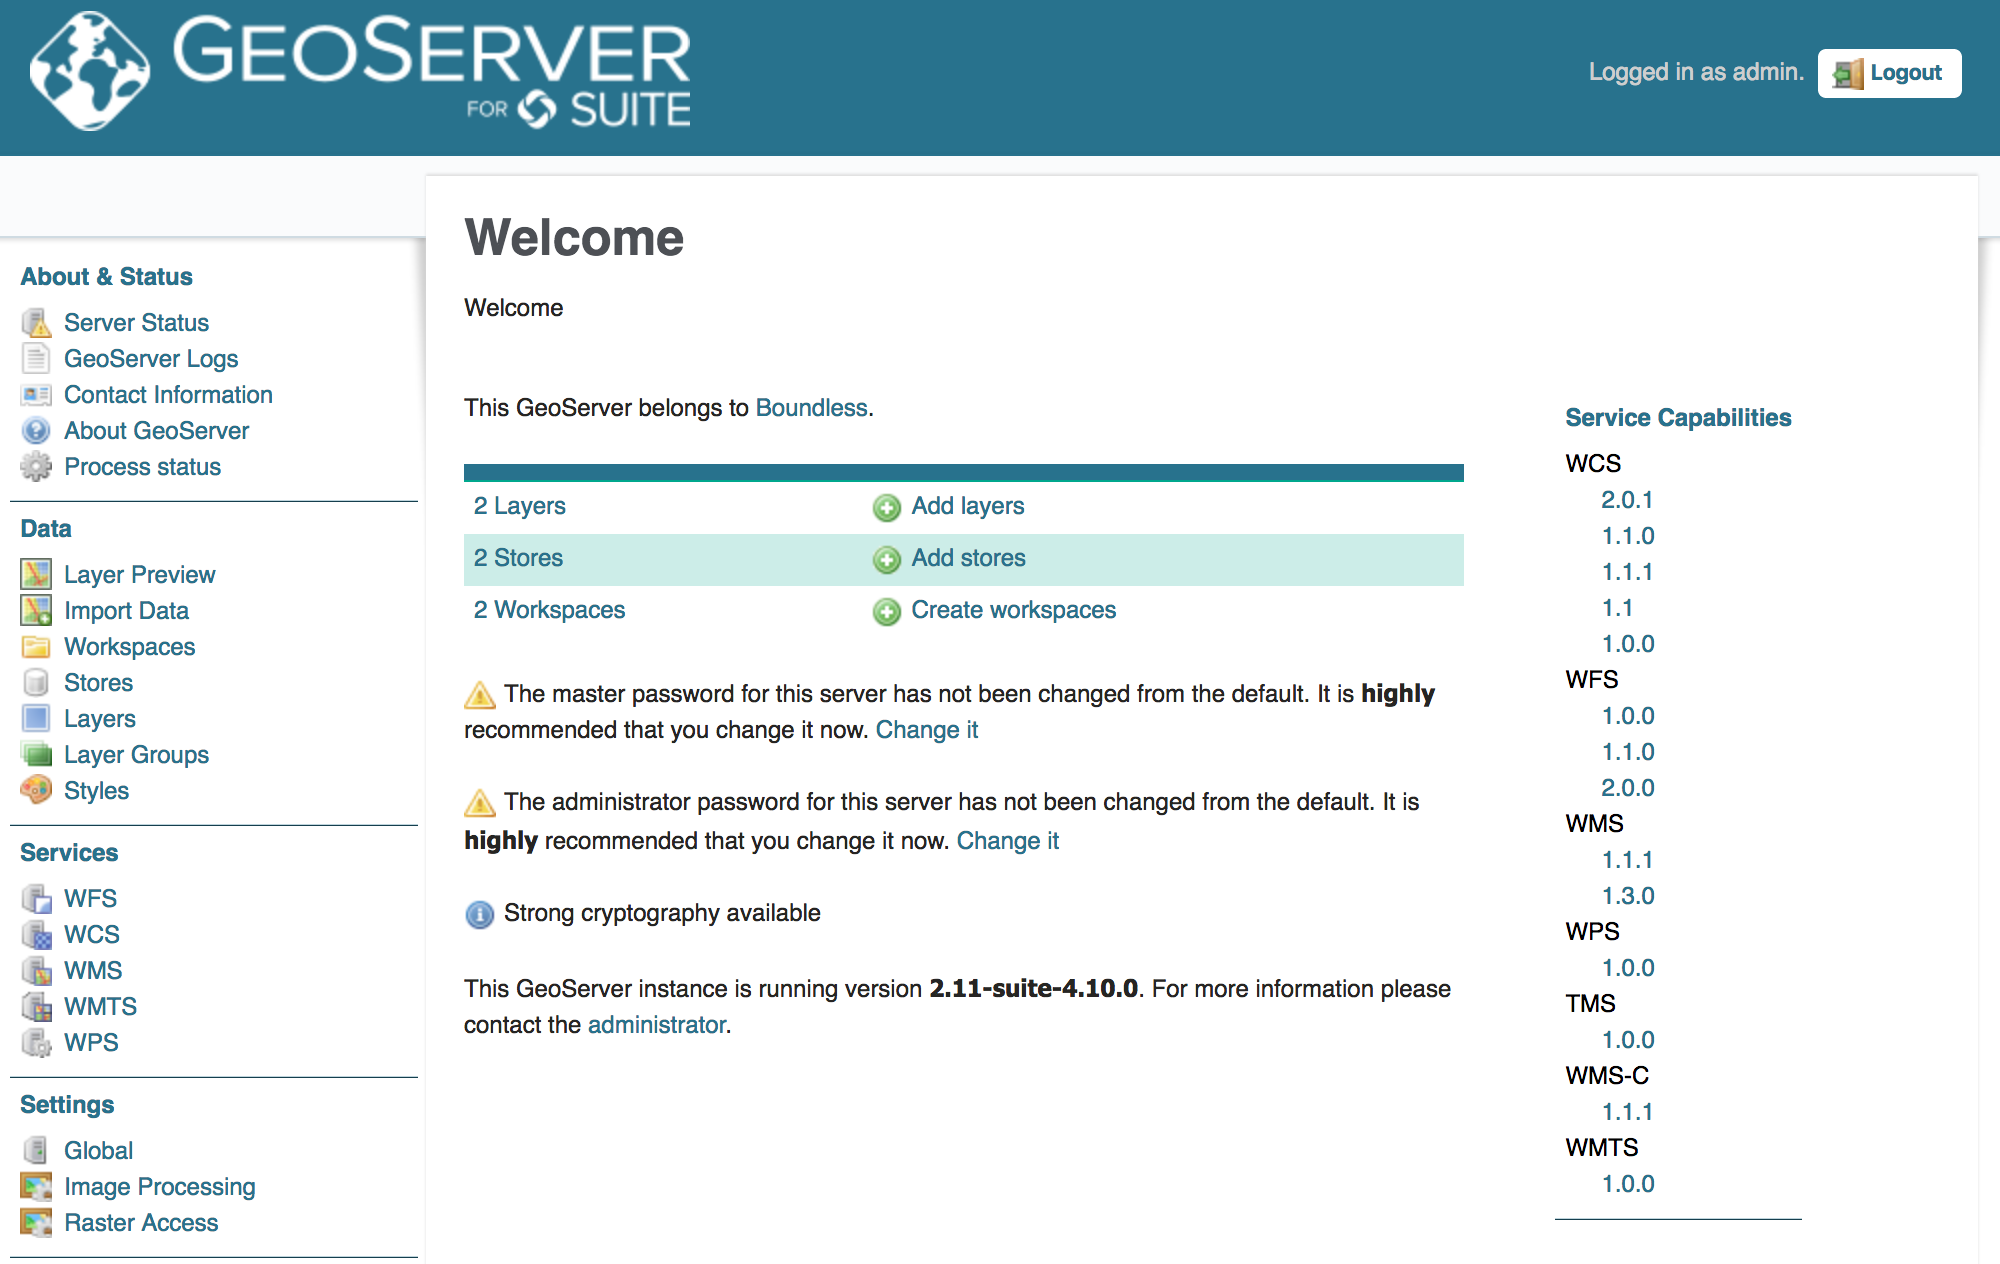 GEOSERVER
FOR SUITE
Logged in as admin. Logout
About & Status
Server Status
GeoServer Logs
Contact Information
About GeoServer
Process status
Data
Layer Preview
Import Data
Workspaces
Stores
Layers
Layer Groups
Styles
Services
WFS
WCS
WMS
WMTS
WPS
Settings
Global
Image Processing
Raster Access
Welcome
Welcome
This GeoServer belongs to Boundless.
2 Layers Add layers
2 Stores Add stores
2 Workspaces Create workspaces
The master password for this server has not been changed from the default. It is highly
recommended that you change it now. Change it
The administrator password for this server has not been changed from the default. It is
highly recommended that you change it now. Change it
Strong cryptography available
This GeoServer instance is running version 2.11-suite-4.10.0. For more information please
contact the administrator.
Service Capabilities
WCS
2.0.1
1.1.0
1.1.1
1.1
1.0.0
WFS
1.0.0
1.1.0
2.0.0
WMS
1.1.1
1.3.0
WPS
1.0.0
TMS
1.0.0
WMS-C
1.1.1
WMTS
1.0.0